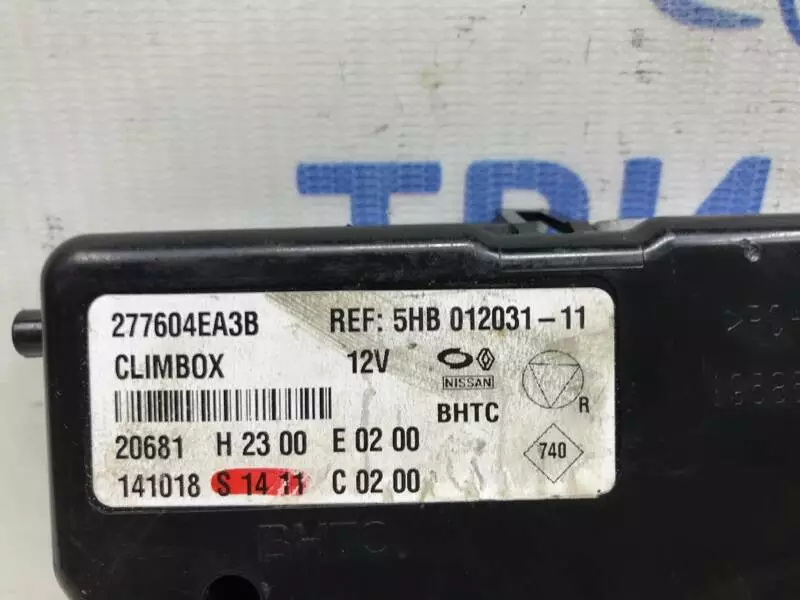 ТРИ
277604EA3B REF: 5HB 012031-11
CLIMBOX 12V
NISSAN
BHTC R
20681 H 23 00 E 02 00
740
141018 S 14 11 C 02 00
BHTC